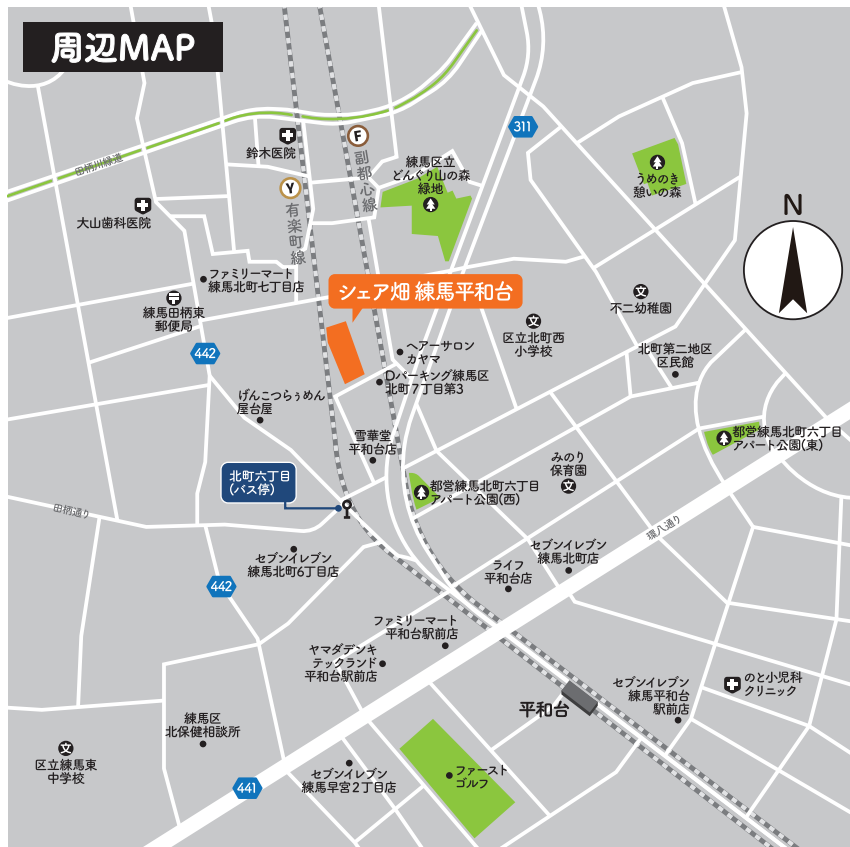 周辺MAP
311
F
鈴木医院
副都心線
練馬区立
どんぐり山の森
緑地
うめのき
憩いの森
田柄川緑道
Y
有楽町線
大山歯科医院
N
ファミリーマート
練馬北町七丁目店
シェア畑 練馬平和台
練馬田柄東
郵便局
不二幼稚園
区立北町西
小学校
442
ヘアーサロン
カヤマ
北町第二地区
区民館
Dパーキング練馬区
北町7丁目第3
げんこつらぅめん
屋台屋
雪華堂
平和台店
都営練馬北町六丁目
アパート公園(東)
みのり
保育園
北町六丁目
(バス停)
都営練馬北町六丁目
アパート公園(西)
田柄通り
環八通り
セブンイレブン
練馬北町6丁目店
セブンイレブン
練馬北町店
ライフ
平和台店
442
ファミリーマート
平和台駅前店
ヤマダデンキ
テックランド
平和台駅前店
セブンイレブン
練馬平和台
駅前店
のと小児科
クリニック
平和台
練馬区
北保健相談所
区立練馬東
中学校
セブンイレブン
練馬早宮2丁目店
ファースト
ゴルフ
441